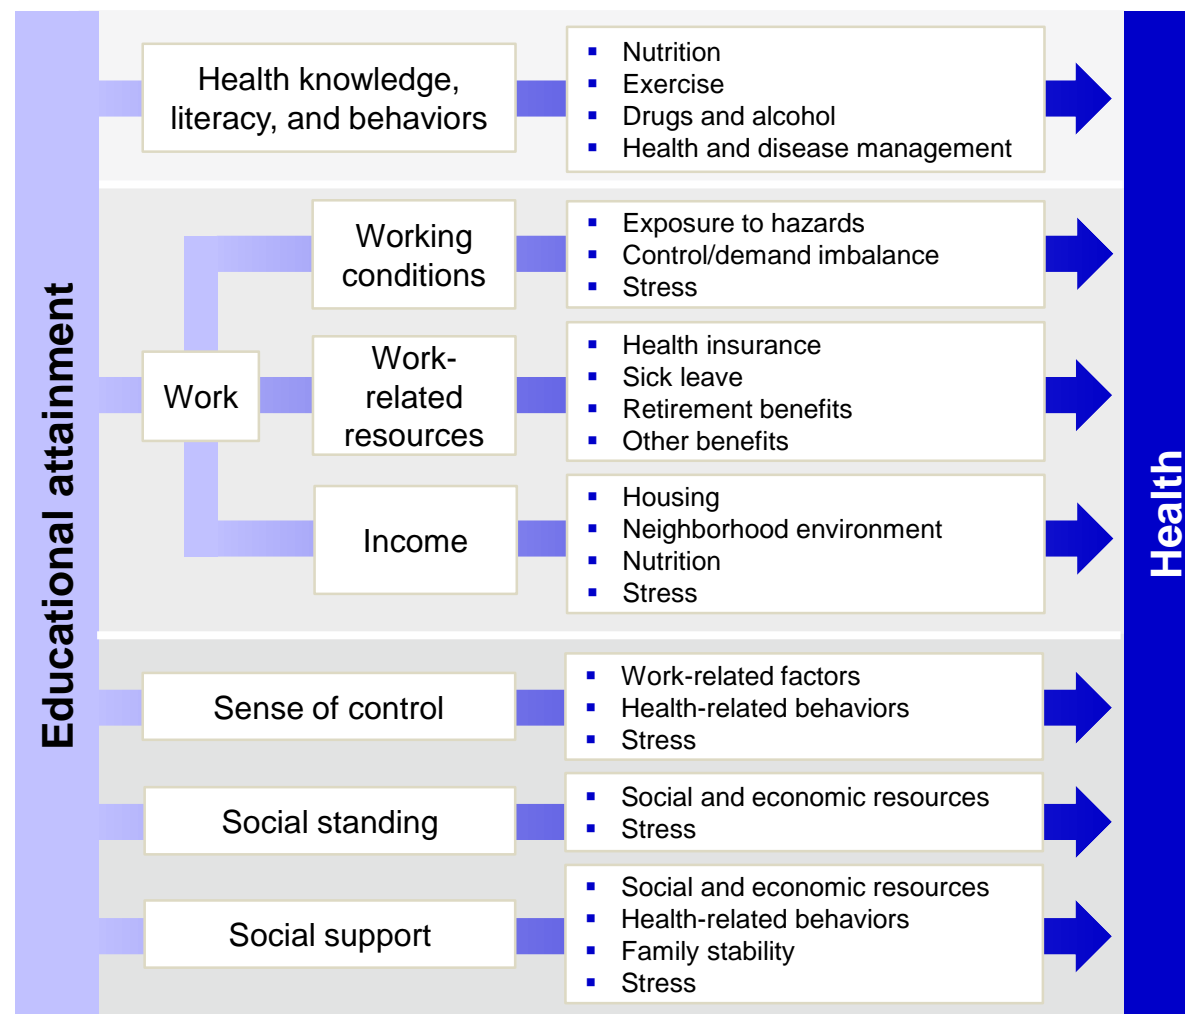 Educational attainment
Health knowledge,
literacy, and behaviors
▪ Nutrition
▪ Exercise
▪ Drugs and alcohol
▪ Health and disease management
Work
Working
conditions
▪ Exposure to hazards
▪ Control/demand imbalance
▪ Stress
Work-
related
resources
▪ Health insurance
▪ Sick leave
▪ Retirement benefits
▪ Other benefits
Income
▪ Housing
▪ Neighborhood environment
▪ Nutrition
▪ Stress
Sense of control
▪ Work-related factors
▪ Health-related behaviors
▪ Stress
Social standing
▪ Social and economic resources
▪ Stress
Social support
▪ Social and economic resources
▪ Health-related behaviors
▪ Family stability
▪ Stress
Health